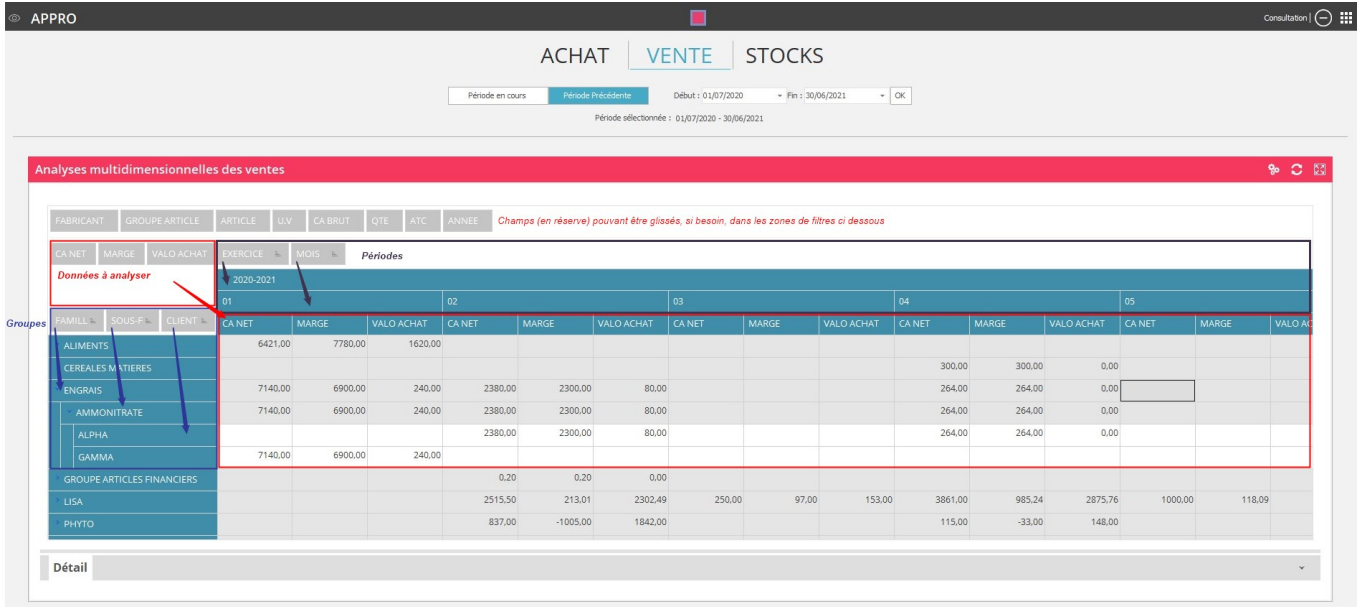 APPRO
Consultation |
ACHAT VENTE STOCKS
Période en cours Période Précédente Début : 01/07/2020 Fin : 30/06/2021 OK
Période sélectionnée : 01/07/2020 - 30/06/2021
Analyses multidimensionnelles des ventes
FABRICANT GROUPE ARTICLE ARTICLE U.V CA BRUT QTE ATC ANNEE Champs (en réserve) pouvant être glissés, si besoin, dans les zones de filtres ci dessous
CA NET MARGE VALO ACHAT EXERCICE MOIS Périodes
Données à analyser
2020-2021
01 02 03 04 05
Groupes FAMILL SOUS-F CLIENT CA NET MARGE VALO ACHAT CA NET MARGE VALO ACHAT CA NET MARGE VALO ACHAT CA NET MARGE VALO ACHAT CA NET MARGE VALO AC
ALIMENTS 6421,00 7780,00 1620,00
CEREALES MATIERES 300,00 300,00 0,00
ENGRAIS 7140,00 6900,00 240,00 2380,00 2300,00 80,00 264,00 264,00 0,00
AMMONITRATE 7140,00 6900,00 240,00 2380,00 2300,00 80,00 264,00 264,00 0,00
ALPHA 2380,00 2300,00 80,00 264,00 264,00 0,00
GAMMA 7140,00 6900,00 240,00
GROUPE ARTICLES FINANCIERS 0,20 0,20 0,00
LISA 2515,50 213,01 2302,49 250,00 97,00 153,00 3861,00 985,24 2875,76 1000,00 118,09
PHYTO 837,00 -1005,00 1842,00 115,00 -33,00 148,00
Détail